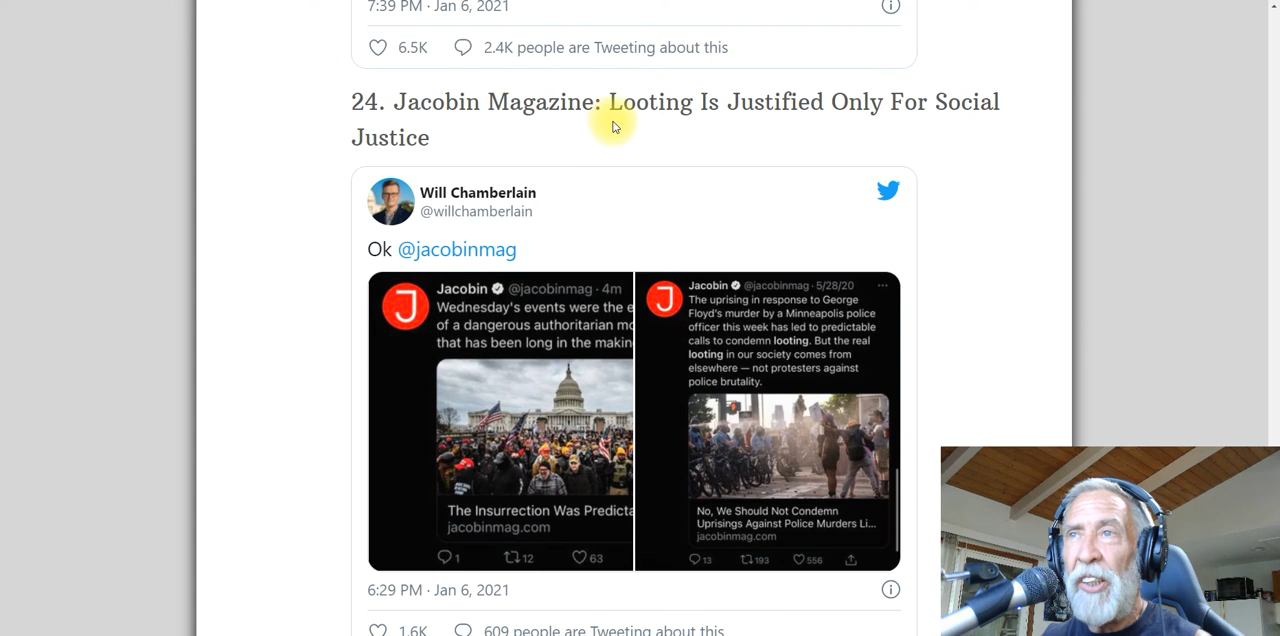 7:39 PM · Jan 6, 2021
6.5K 2.4K people are Tweeting about this
24. Jacobin Magazine: Looting Is Justified Only For Social
Justice
Will Chamberlain
@willchamberlain
Ok @jacobinmag
Jacobin @jacobinmag · 4m
Wednesday's events were the e
of a dangerous authoritarian mo
that has been long in the makin
The Insurrection Was Predicta
jacobinmag.com
1 12 63
Jacobin @jacobinmag · 5/28/20
The uprising in response to George
Floyd's murder by a Minneapolis police
officer this week has led to predictable
calls to condemn looting. But the real
looting in our society comes from
elsewhere — not protesters against
police brutality.
No, We Should Not Condemn
Uprisings Against Police Murders Li...
jacobinmag.com
13 193 556
6:29 PM · Jan 6, 2021
1.6K 609 people are Tweeting about this